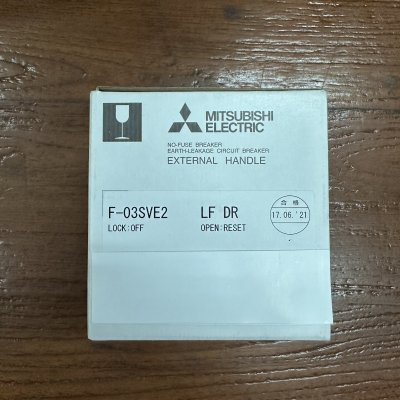 MITSUBISHI
ELECTRIC
NO-FUSE BREAKER
EARTH-LEAKAGE CIRCUIT BREAKER
EXTERNAL HANDLE
F-03SVE2 LF DR
LOCK:OFF OPEN:RESET
合格
17.06.'21